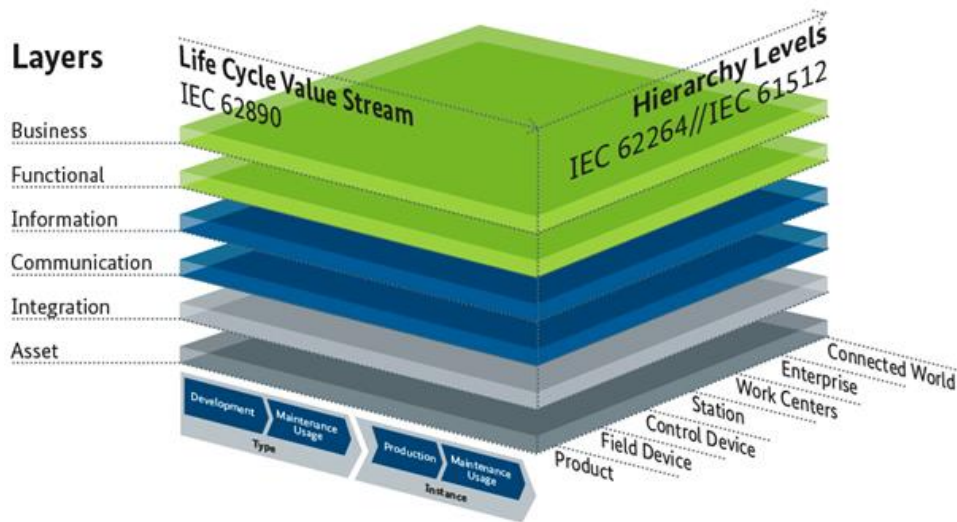 Layers
Life Cycle Value Stream
IEC 62890
Hierarchy Levels
IEC 62264//IEC 61512
Business
Functional
Information
Communication
Integration
Asset
Development
Maintenance
Usage
Type
Production
Maintenance
Usage
Instance
Connected World
Enterprise
Work Centers
Station
Control Device
Field Device
Product